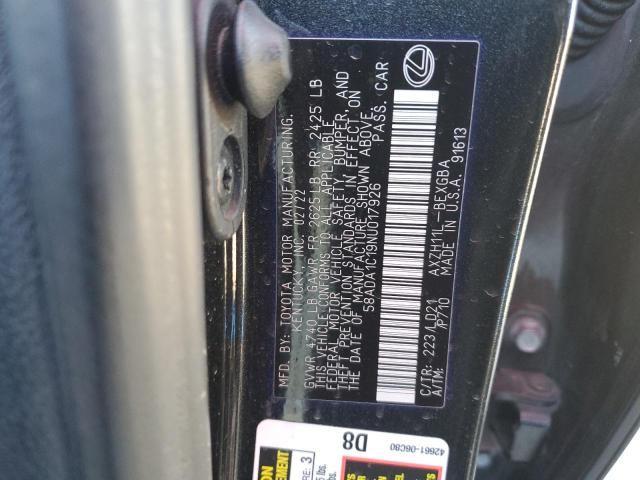 MFD. BY: TOYOTA MOTOR MANUFACTURING,
KENTUCKY, INC. 02/22
GVWR 4740 LB GAWR FR 2625 LB RR 2425 LB
THIS VEHICLE CONFORMS TO ALL APPLICABLE
FEDERAL MOTOR VEHICLE SAFETY, BUMPER, AND
THEFT PREVENTION STANDARDS IN EFFECT ON
THE DATE OF MANUFACTURE SHOWN ABOVE.
58ADA1C19NU017926 PASS. CAR
C/TR: 223/LD21 AXZH11L-BEXGBA
A/TM: /P710 MADE IN U.S.A. 91613
D8
42661-06C80